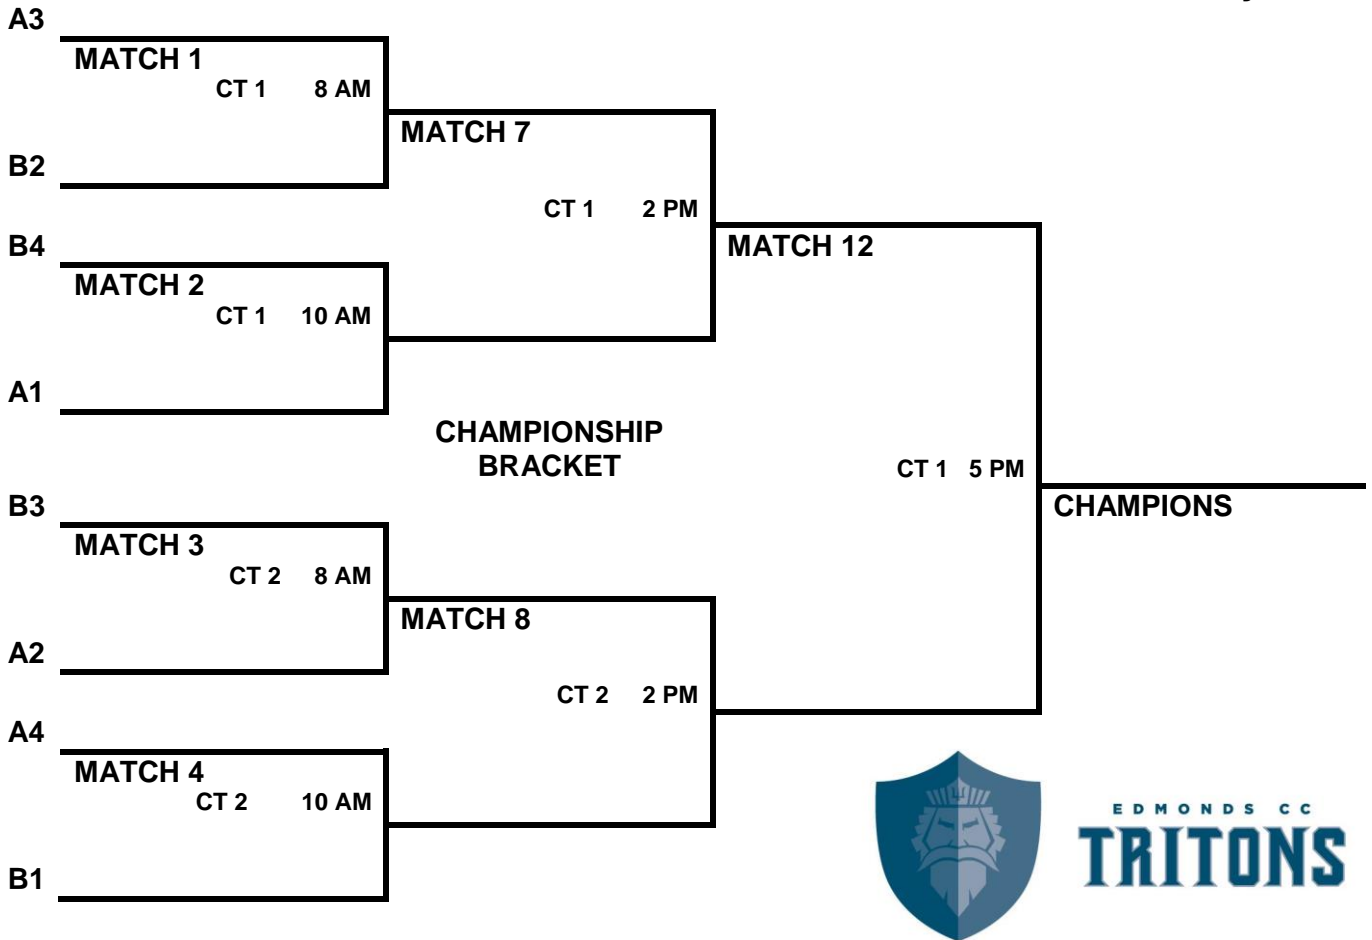 A3
MATCH 1
CT 1 8 AM
MATCH 7
B2
CT 1 2 PM
B4
MATCH 12
MATCH 2
CT 1 10 AM
A1
CHAMPIONSHIP
BRACKET
CT 1 5 PM
B3
CHAMPIONS
MATCH 3
CT 2 8 AM
MATCH 8
A2
CT 2 2 PM
A4
MATCH 4
CT 2 10 AM
EDMONDS CC
TRITONS
B1